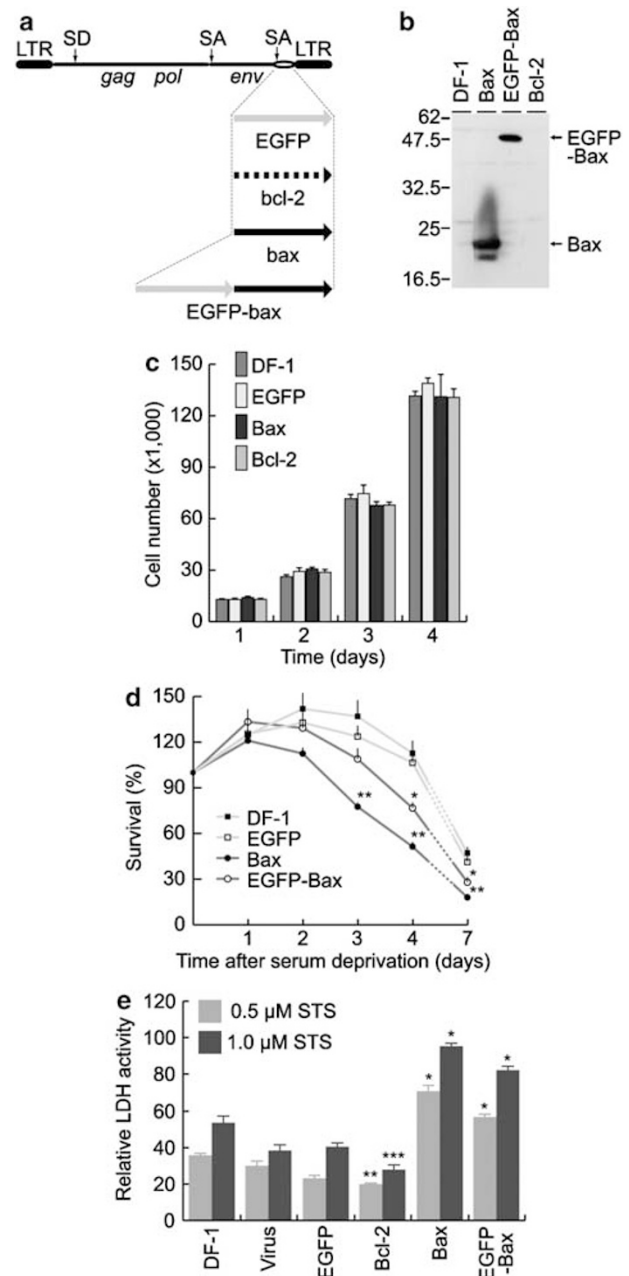 a
SD SA SA
LTR LTR
gag pol env
EGFP
bcl-2
bax
EGFP-bax
b
DF-1
Bax
EGFP-Bax
Bcl-2
62
47.5
32.5
25
16.5
EGFP
-Bax
Bax
c
DF-1
EGFP
Bax
Bcl-2
Cell number (x1,000)
150
120
90
60
30
0
1 2 3 4
Time (days)
d
Survival (%)
150
120
90
60
30
0
DF-1
EGFP
Bax
EGFP-Bax
** * ** * **
1 2 3 4 7
Time after serum deprivation (days)
e
Relative LDH activity
120
100
80
60
40
20
0
0.5 µM STS
1.0 µM STS
** *** * * * *
DF-1
Virus
EGFP
Bcl-2
Bax
EGFP
-Bax